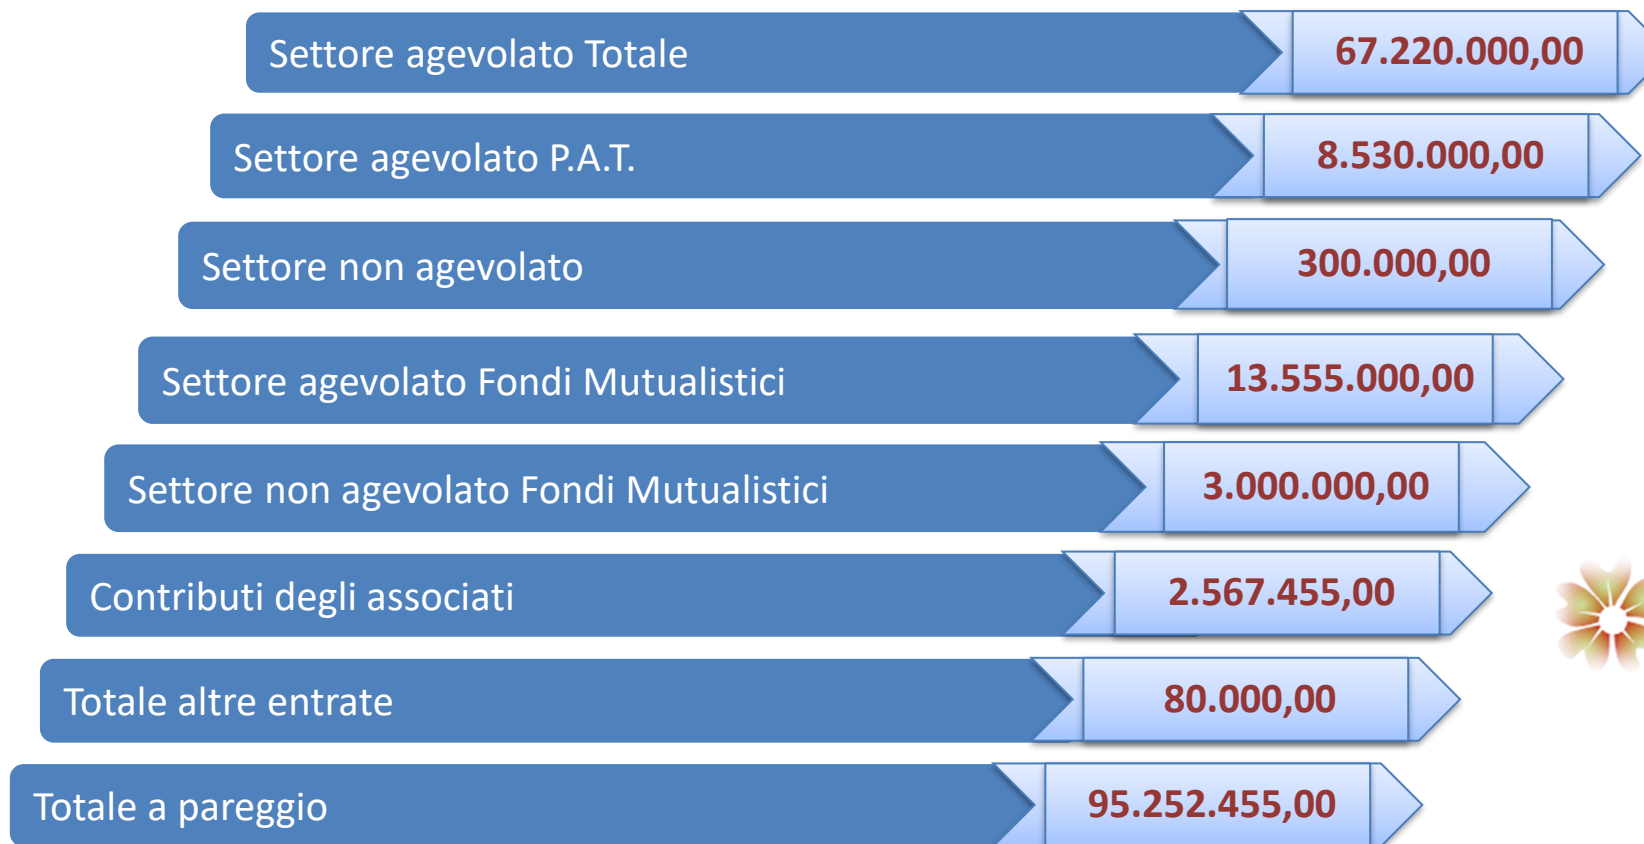 Settore agevolato Totale 67.220.000,00
Settore agevolato P.A.T. 8.530.000,00
Settore non agevolato 300.000,00
Settore agevolato Fondi Mutualistici 13.555.000,00
Settore non agevolato Fondi Mutualistici 3.000.000,00
Contributi degli associati 2.567.455,00
Totale altre entrate 80.000,00
Totale a pareggio 95.252.455,00